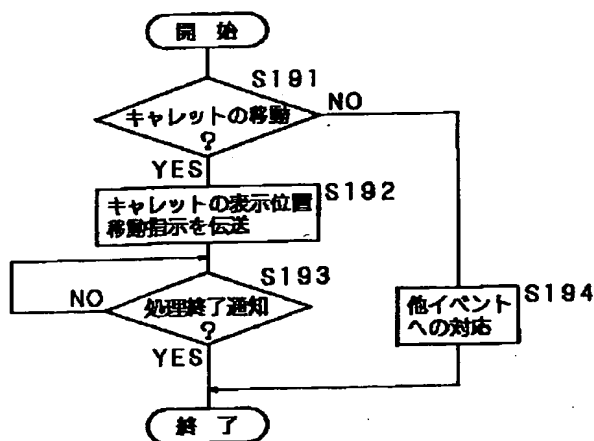 開 始
S191
キャレットの移動
?
NO
YES
キャレットの表示位置
移動指示を伝送
S192
S193
処理終了通知
?
NO
YES
他イベント
への対応
S194
終 了